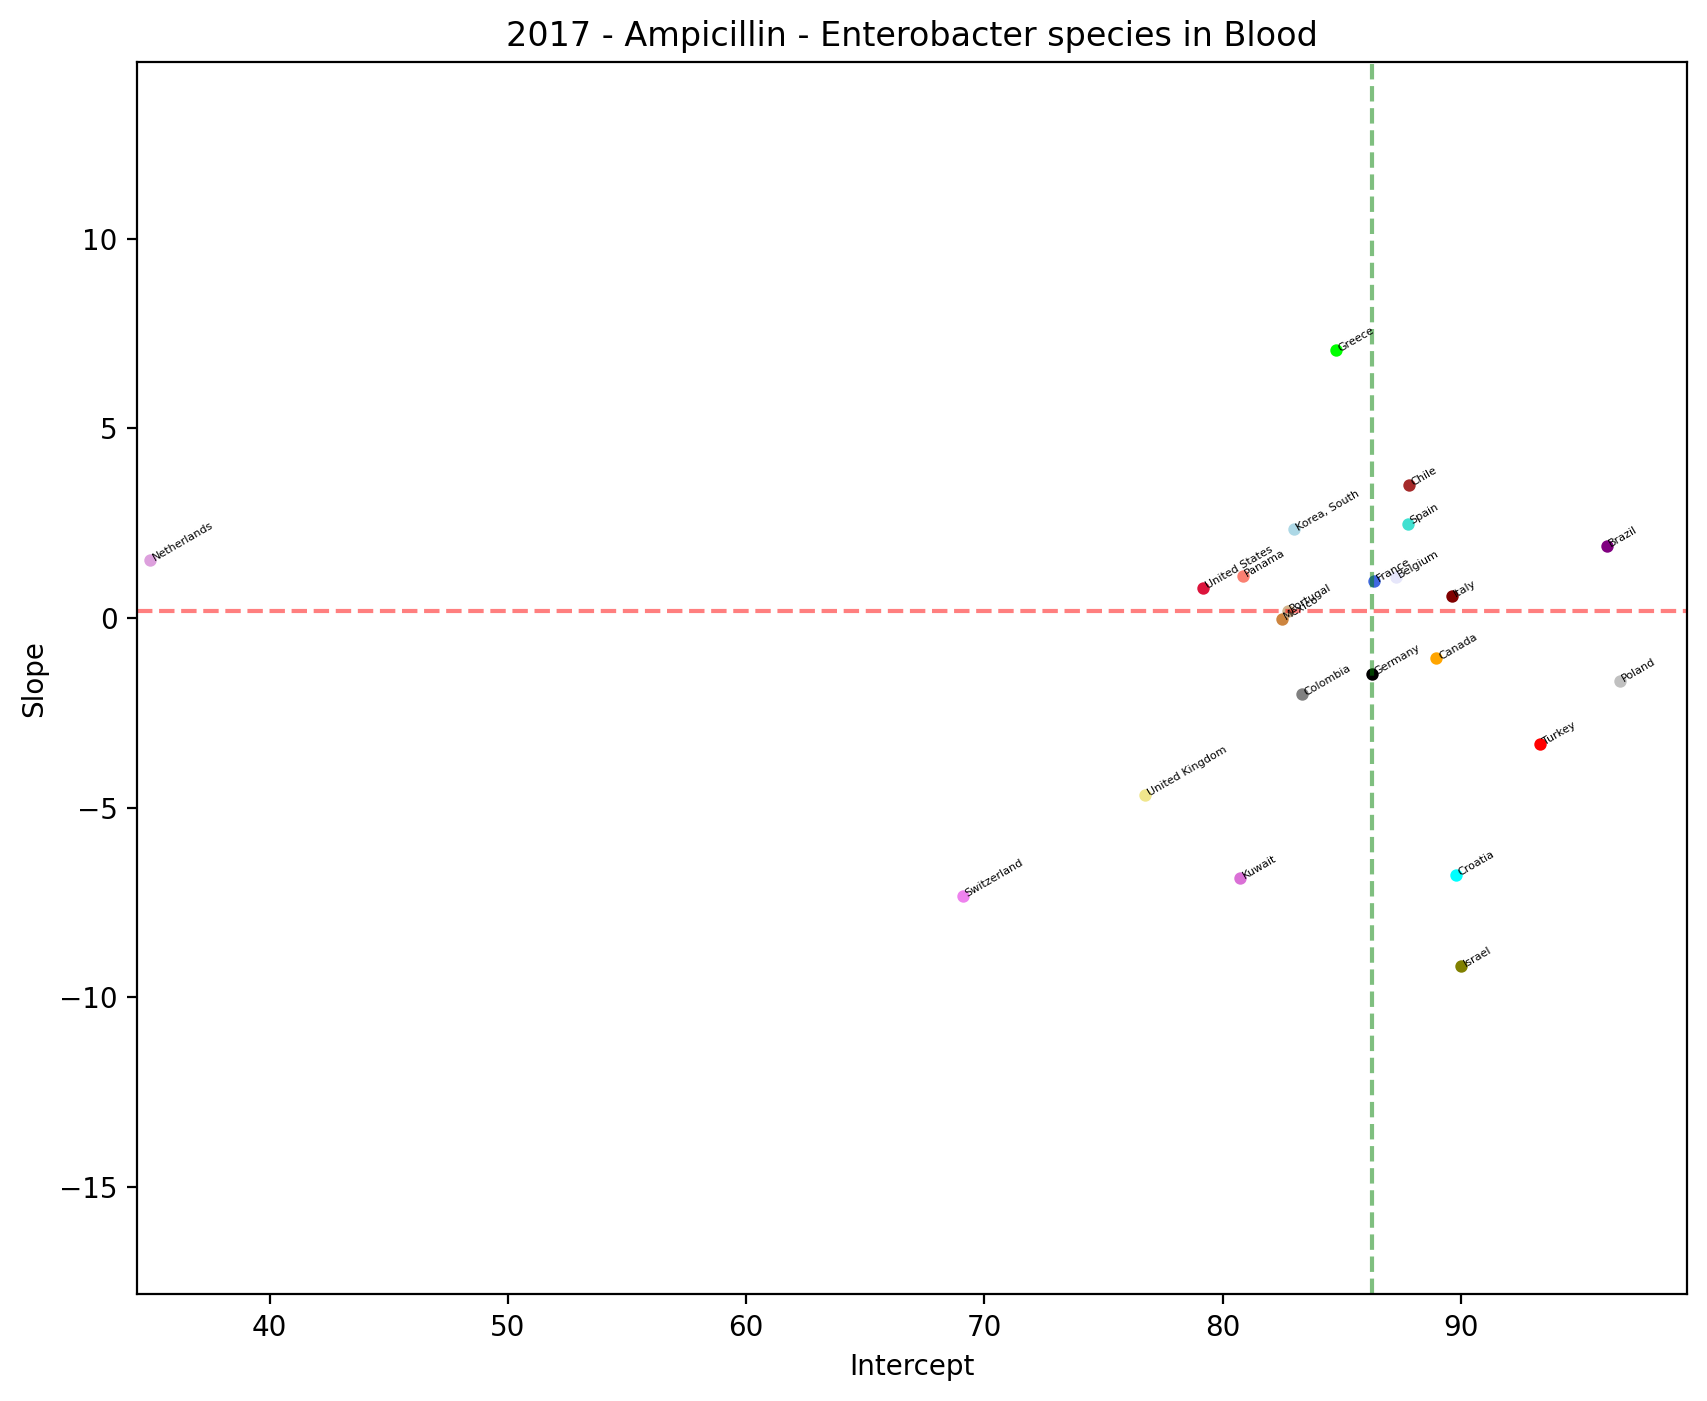 2017 - Ampicillin - Enterobacter species in Blood
Slope
10
5
0
−5
−10
−15
Greece
Chile
Korea, South
Spain
Netherlands
Brazil
United States
Panama
France
Belgium
Italy
Portugal
Mexico
Canada
Germany
Poland
Colombia
Turkey
United Kingdom
Croatia
Kuwait
Switzerland
Israel
40
50
60
70
80
90
Intercept